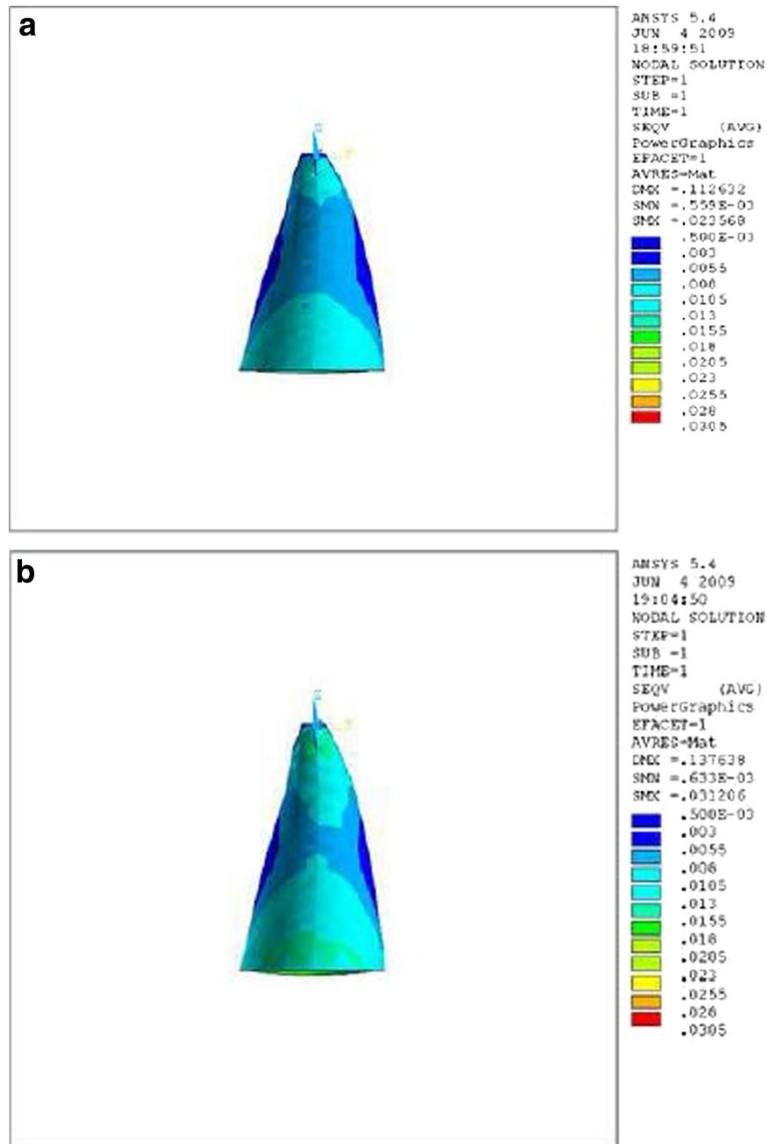 a
ANSYS 5.4
JUN 4 2009
18:59:51
NODAL SOLUTION
STEP=1
SUB =1
TIME=1
SEQV (AVG)
PowerGraphics
EFACET=1
AVRES=Mat
DMX =.112632
SMN =.559E-03
SMX =.023568
.500E-03
.003
.0055
.008
.0105
.013
.0155
.018
.0205
.023
.0255
.028
.0305
b
ANSYS 5.4
JUN 4 2009
19:04:50
NODAL SOLUTION
STEP=1
SUB =1
TIME=1
SEQV (AVG)
PowerGraphics
EFACET=1
AVRES=Mat
DMX =.137638
SMN =.633E-03
SMX =.031206
.500E-03
.003
.0055
.008
.0105
.013
.0155
.018
.0205
.023
.0255
.028
.0305